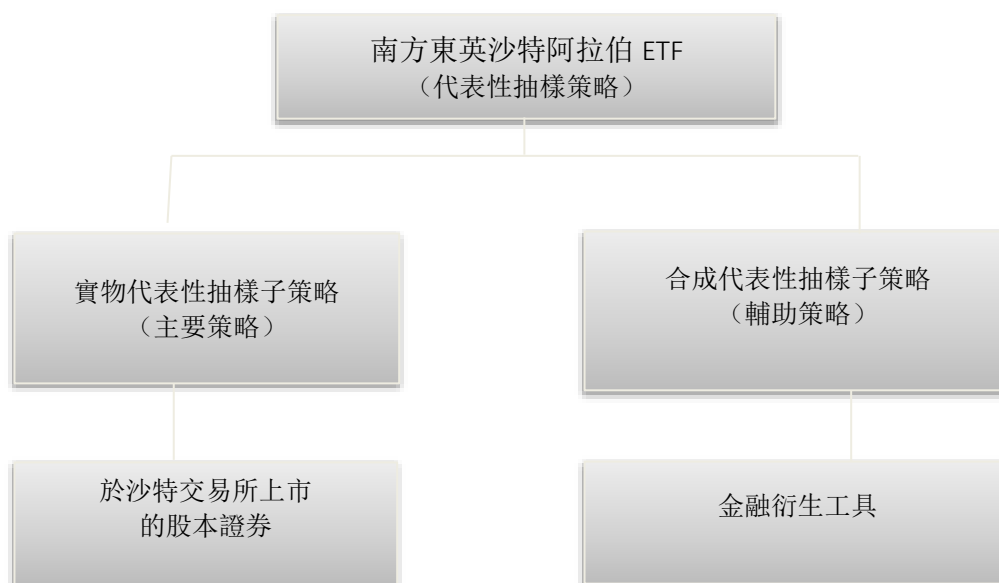 南方東英沙特阿拉伯 ETF
（代表性抽樣策略）
實物代表性抽樣子策略
（主要策略）
合成代表性抽樣子策略
（輔助策略）
於沙特交易所上市
的股本證券
金融衍生工具